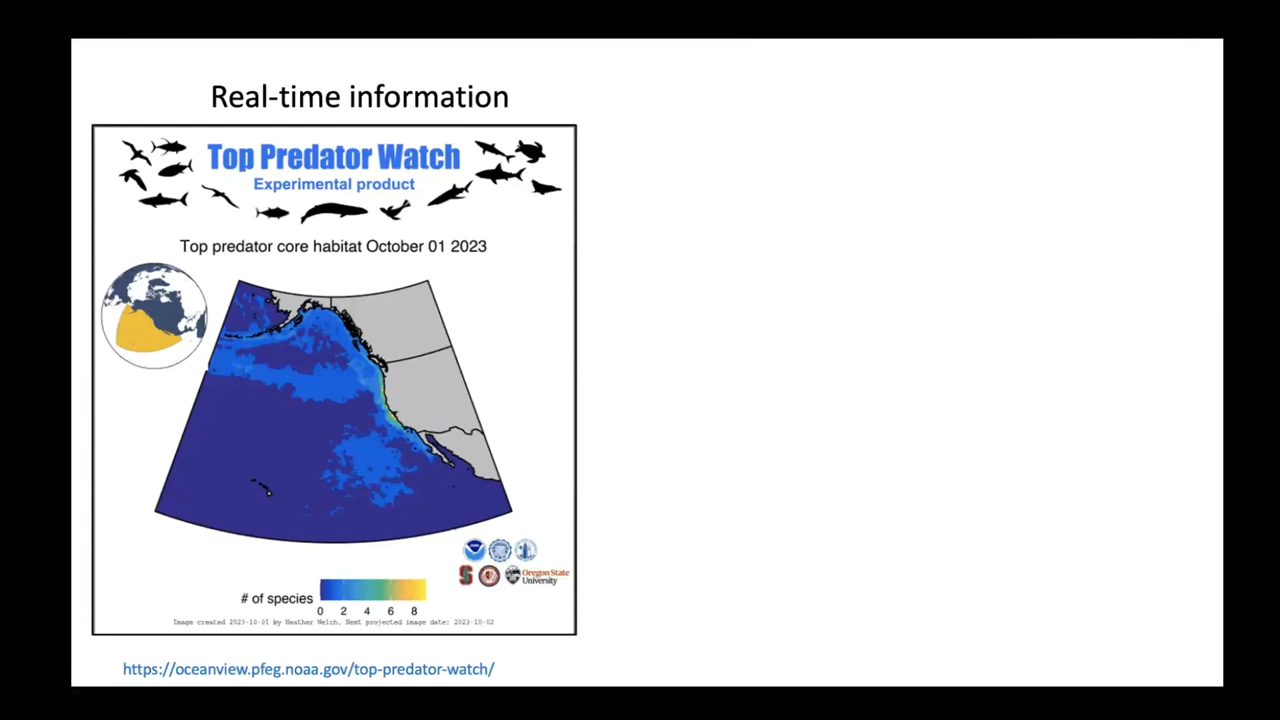 Real-time information
Top Predator Watch
Experimental product
Top predator core habitat October 01 2023
Oregon State
University
# of species
0 2 4 6 8
Image created 2023-10-01 by Heather Welch. Next projected image date: 2023-10-02
https://oceanview.pfeg.noaa.gov/top-predator-watch/